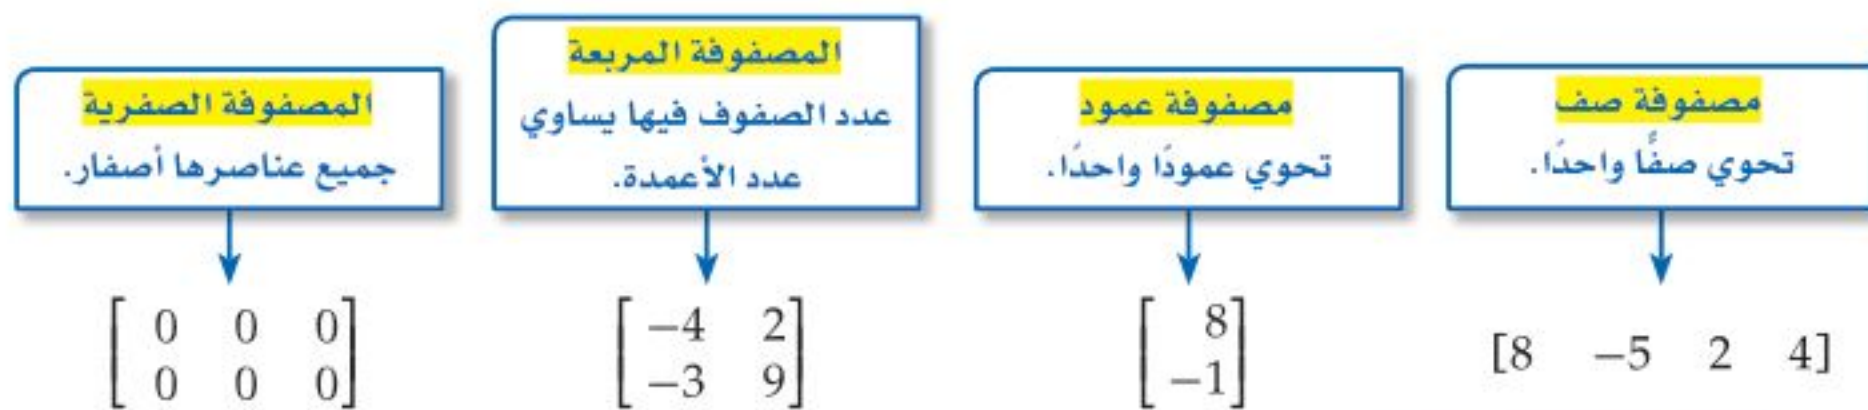 مصفوفة صف
تحوي صفًّا واحدًا.
[8 −5 2 4]
مصفوفة عمود
تحوي عمودًا واحدًا.
[8
−1]
المصفوفة المربعة
عدد الصفوف فيها يساوي
عدد الأعمدة.
[−4 2
−3 9]
المصفوفة الصفرية
جميع عناصرها أصفار.
[0 0 0
0 0 0]